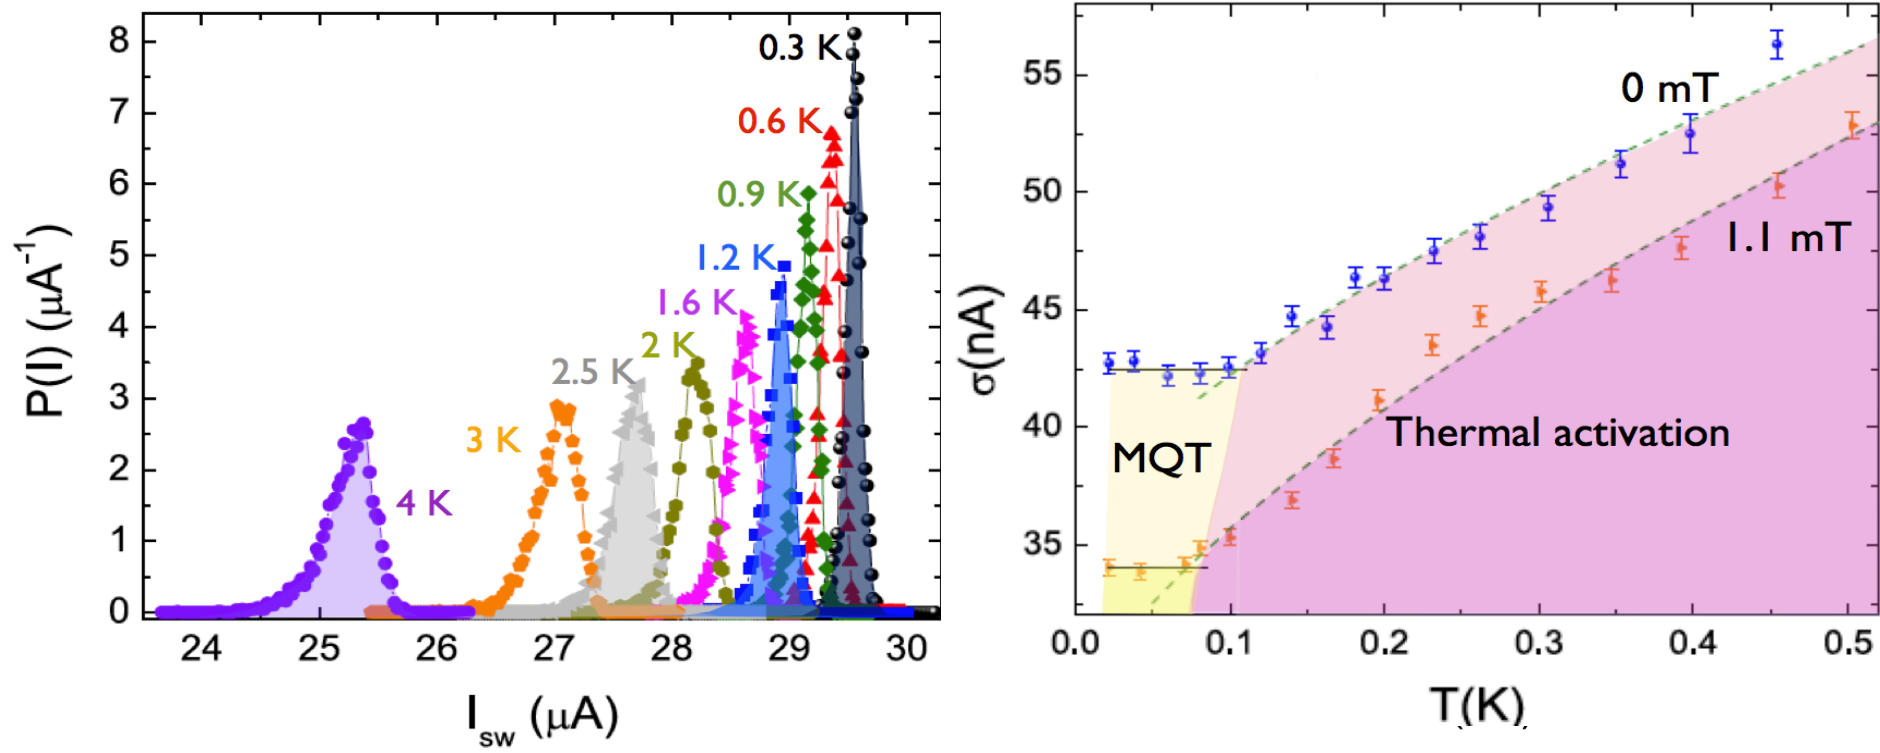 P(I) (μA⁻¹)
8
7
6
5
4
3
2
1
0
0.3 K
0.6 K
0.9 K
1.2 K
1.6 K
2 K
2.5 K
3 K
4 K
24 25 26 27 28 29 30
I_sw (μA)
σ(nA)
55
50
45
40
35
0 mT
1.1 mT
Thermal activation
MQT
0.0 0.1 0.2 0.3 0.4 0.5
T(K)